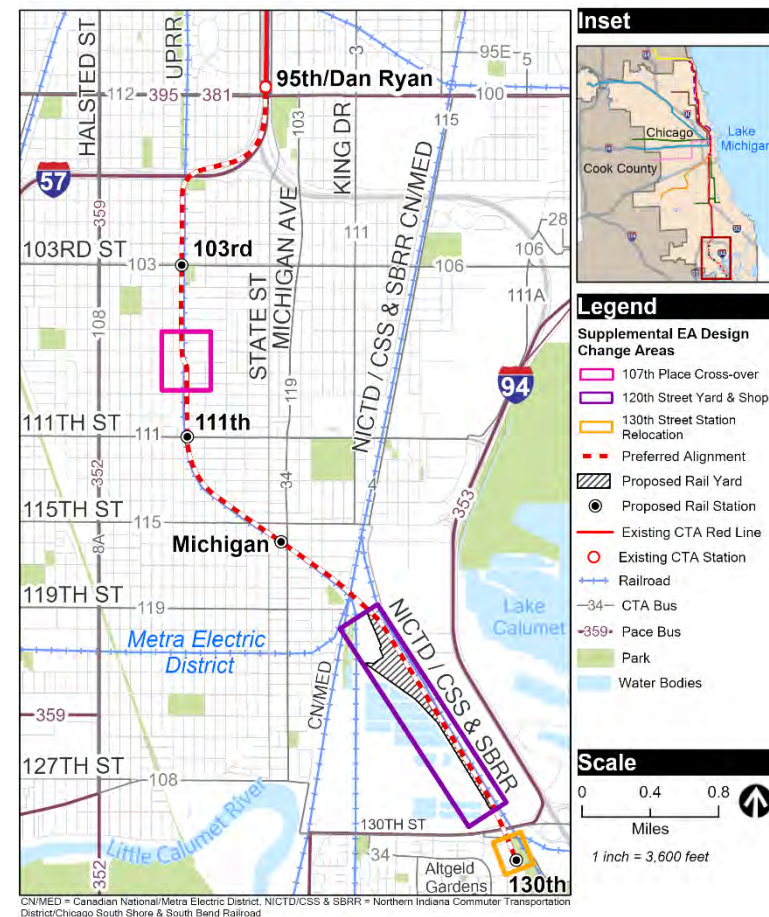 HALSTED ST
UPRR
3
95E
5
95th/Dan Ryan
112
395
381
100
103
KING DR
115
57
359
NICTD / CSS & SBRR CN/MED
28
103RD ST
103rd
103
111
106
106
STATE ST
MICHIGAN AVE
111A
108
119
94
111TH ST
111th
111
352
34
4
353
115TH ST
115
8A
Michigan
119TH ST
119
Lake
Calumet
Metra Electric
District
NICTD / CSS & SBRR
CN/MED
359
127TH ST
108
Little Calumet River
130TH ST
34
Altgeld
Gardens
130th
352
CN/MED = Canadian National/Metra Electric District, NICTD/CSS & SBRR = Northern Indiana Commuter Transportation
District/Chicago South Shore & South Bend Railroad
Inset
Chicago
Lake
Michigan
Cook County
Legend
Supplemental EA Design
Change Areas
107th Place Cross-over
120th Street Yard & Shop
130th Street Station
Relocation
Preferred Alignment
Proposed Rail Yard
Proposed Rail Station
Existing CTA Red Line
Existing CTA Station
Railroad
34 CTA Bus
359 Pace Bus
Park
Water Bodies
Scale
0 0.4 0.8
Miles
1 inch = 3,600 feet